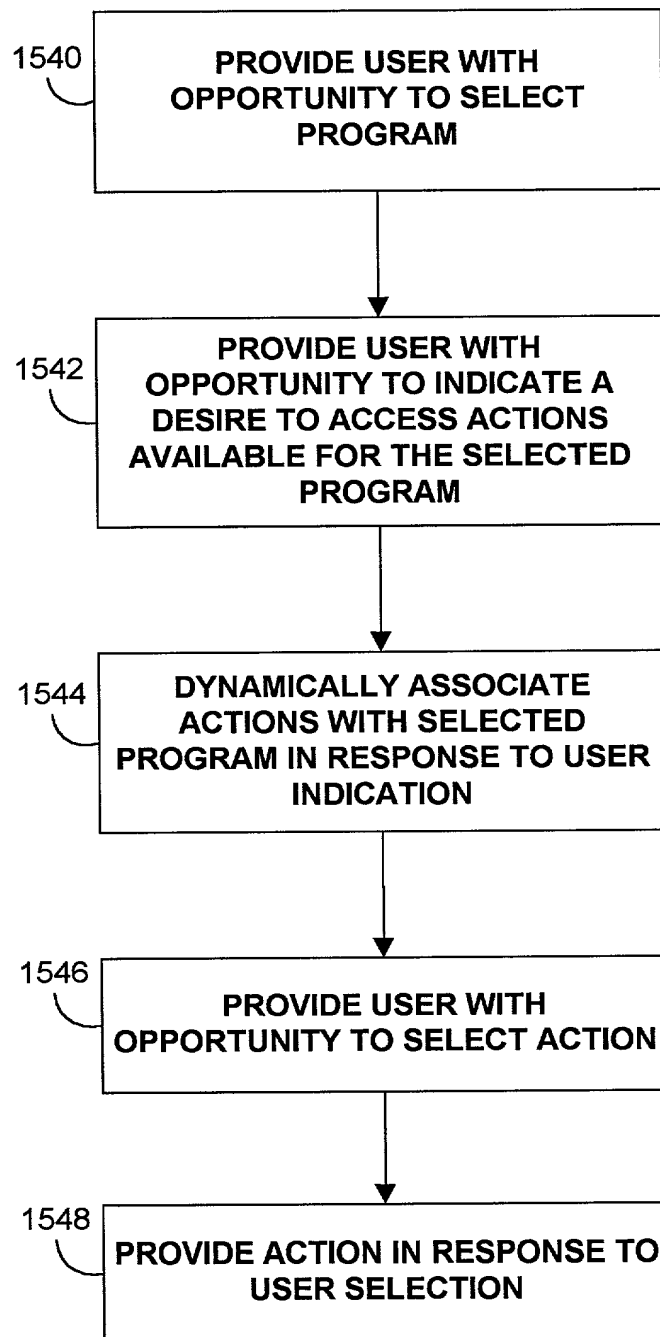 1540
PROVIDE USER WITH
OPPORTUNITY TO SELECT
PROGRAM
1542
PROVIDE USER WITH
OPPORTUNITY TO INDICATE A
DESIRE TO ACCESS ACTIONS
AVAILABLE FOR THE SELECTED
PROGRAM
1544
DYNAMICALLY ASSOCIATE
ACTIONS WITH SELECTED
PROGRAM IN RESPONSE TO USER
INDICATION
1546
PROVIDE USER WITH
OPPORTUNITY TO SELECT ACTION
1548
PROVIDE ACTION IN RESPONSE TO
USER SELECTION